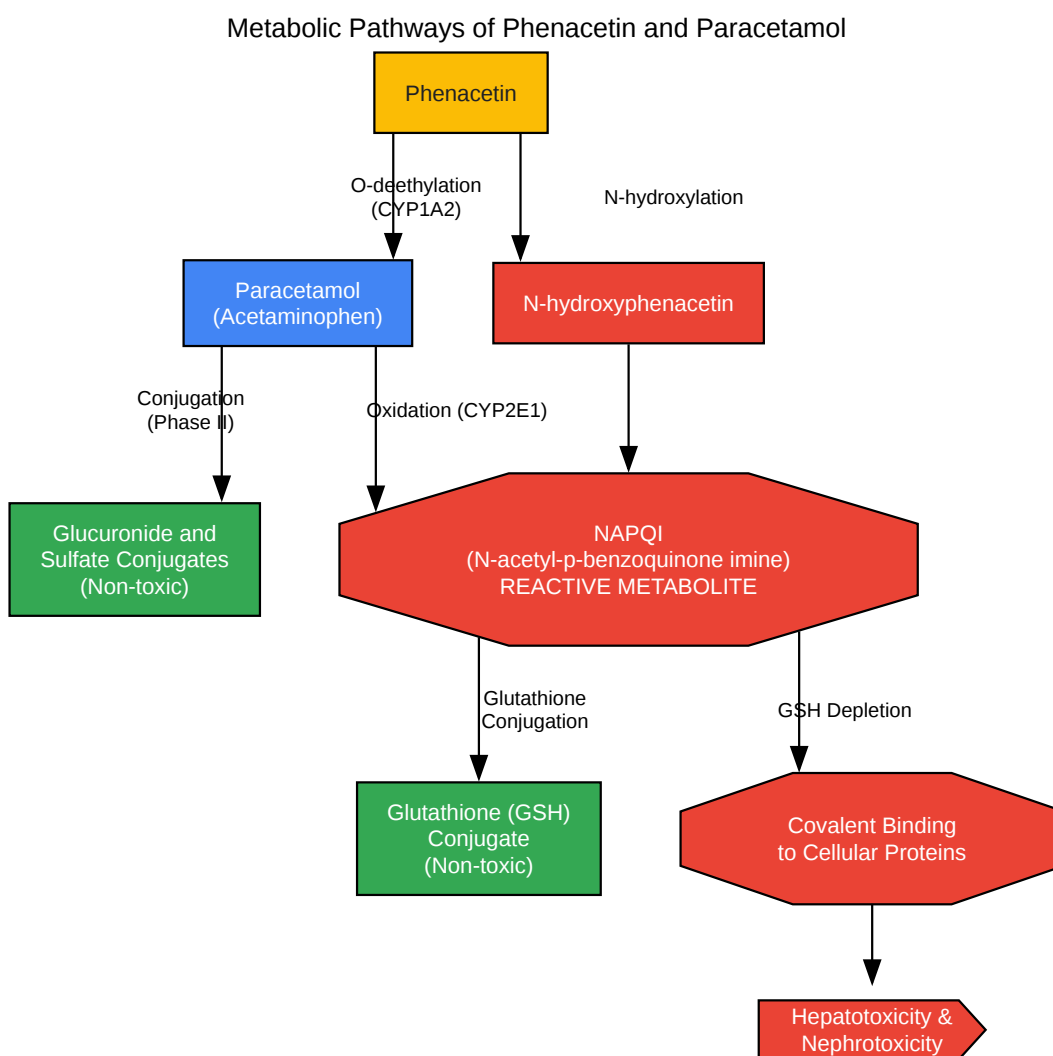 Metabolic Pathways of Phenacetin and Paracetamol
Phenacetin
O-deethylation
(CYP1A2)
N-hydroxylation
Paracetamol
(Acetaminophen)
N-hydroxyphenacetin
Conjugation
(Phase II)
Oxidation (CYP2E1)
Glucuronide and
Sulfate Conjugates
(Non-toxic)
NAPQI
(N-acetyl-p-benzoquinone imine)
REACTIVE METABOLITE
Glutathione
Conjugation
GSH Depletion
Glutathione (GSH)
Conjugate
(Non-toxic)
Covalent Binding
to Cellular Proteins
Hepatotoxicity &
Nephrotoxicity